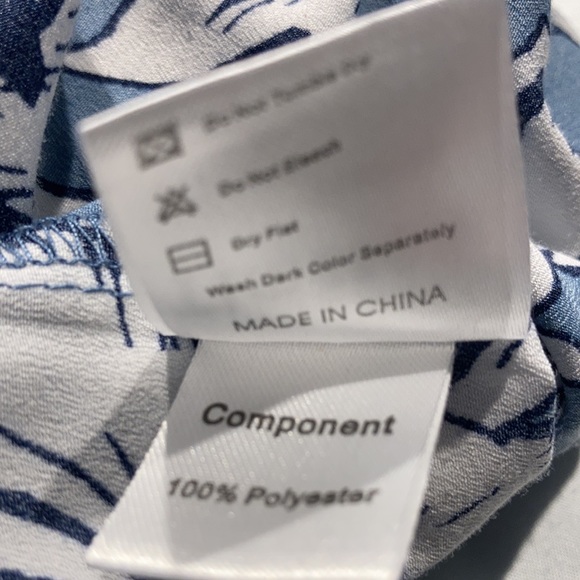 Do Not Tumble Dry
Do Not Bleach
Dry Flat
Wash Dark Color Separately
MADE IN CHINA
Component
100% Polyester